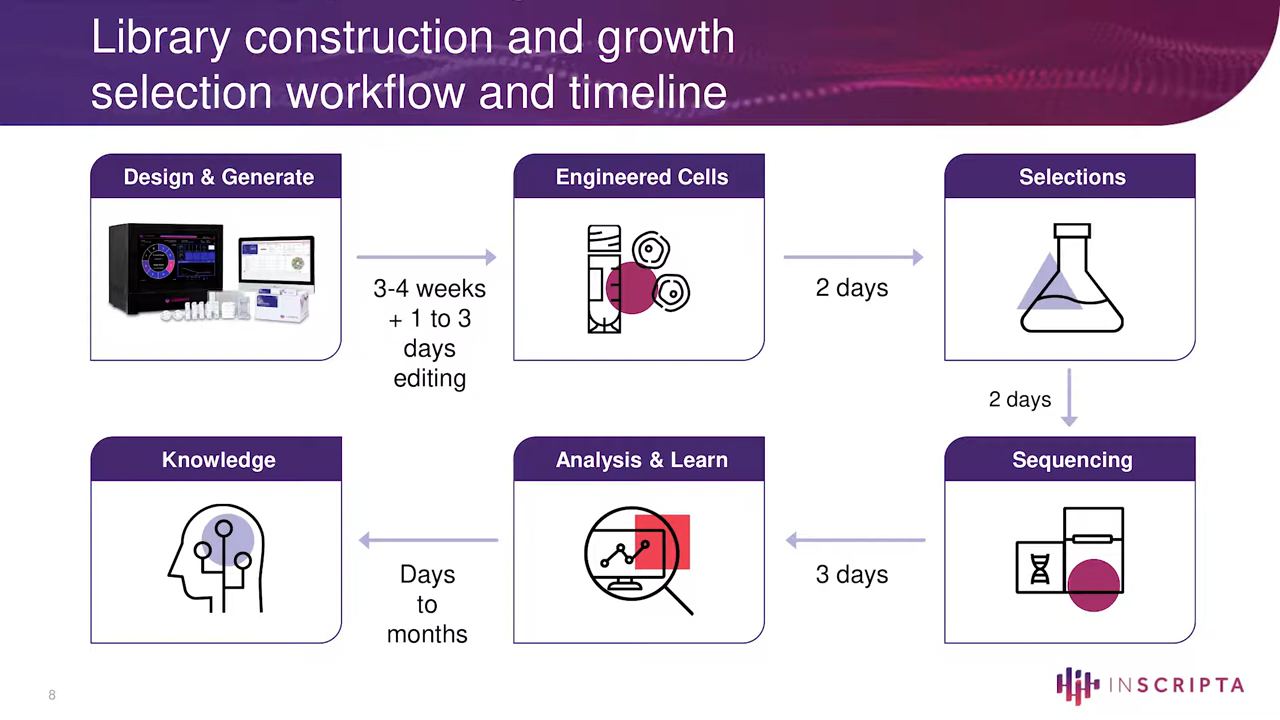 Library construction and growth
selection workflow and timeline
Design & Generate
3-4 weeks
+ 1 to 3
days
editing
Engineered Cells
2 days
Selections
2 days
Sequencing
3 days
Analysis & Learn
Days
to
months
Knowledge
8
INSCRIPTA